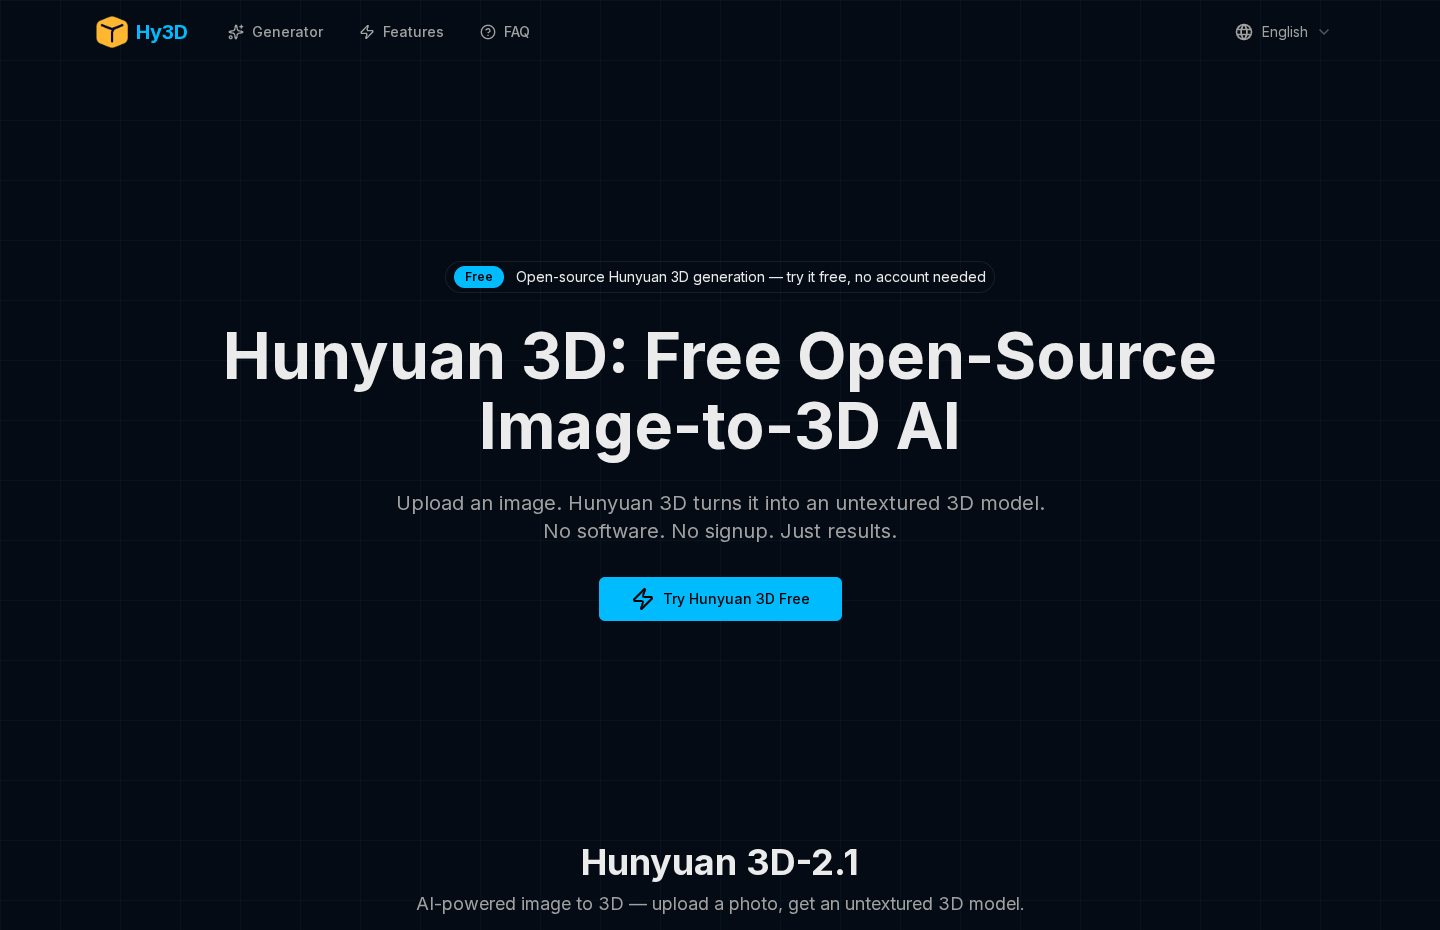 Hy3D
Generator
Features
FAQ
English
Free Open-source Hunyuan 3D generation — try it free, no account needed
Hunyuan 3D: Free Open-Source
Image-to-3D AI
Upload an image. Hunyuan 3D turns it into an untextured 3D model.
No software. No signup. Just results.
Try Hunyuan 3D Free
Hunyuan 3D-2.1
AI-powered image to 3D — upload a photo, get an untextured 3D model.